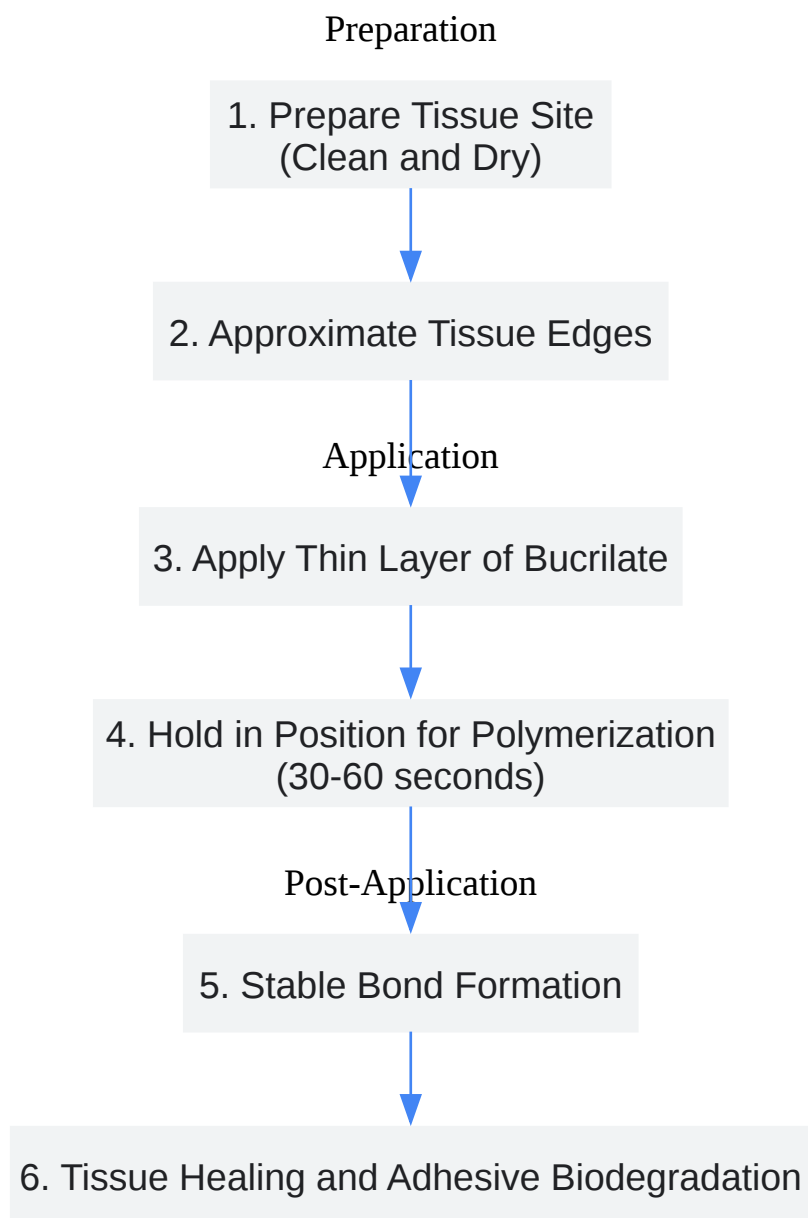 Preparation
1. Prepare Tissue Site
(Clean and Dry)
2. Approximate Tissue Edges
Application
3. Apply Thin Layer of Bucrilate
4. Hold in Position for Polymerization
(30-60 seconds)
Post-Application
5. Stable Bond Formation
6. Tissue Healing and Adhesive Biodegradation